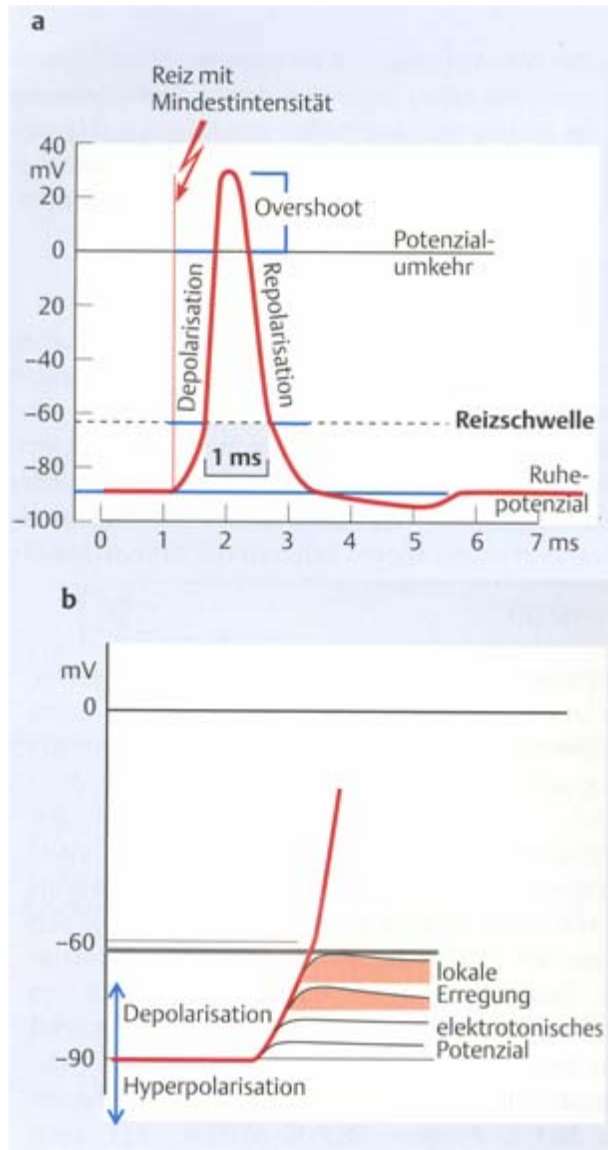 a
Reiz mit
Mindestintensität
40
mV
20
Overshoot
Potenzial-
umkehr
0
Depolarisation
Repolarisation
20
−40
−60
Reizschwelle
1 ms
−80
Ruhe-
potenzial
−100
0 1 2 3 4 5 6 7 ms
b
mV
0
−60
lokale
Erregung
Depolarisation
elektrotonisches
Potenzial
−90
Hyperpolarisation